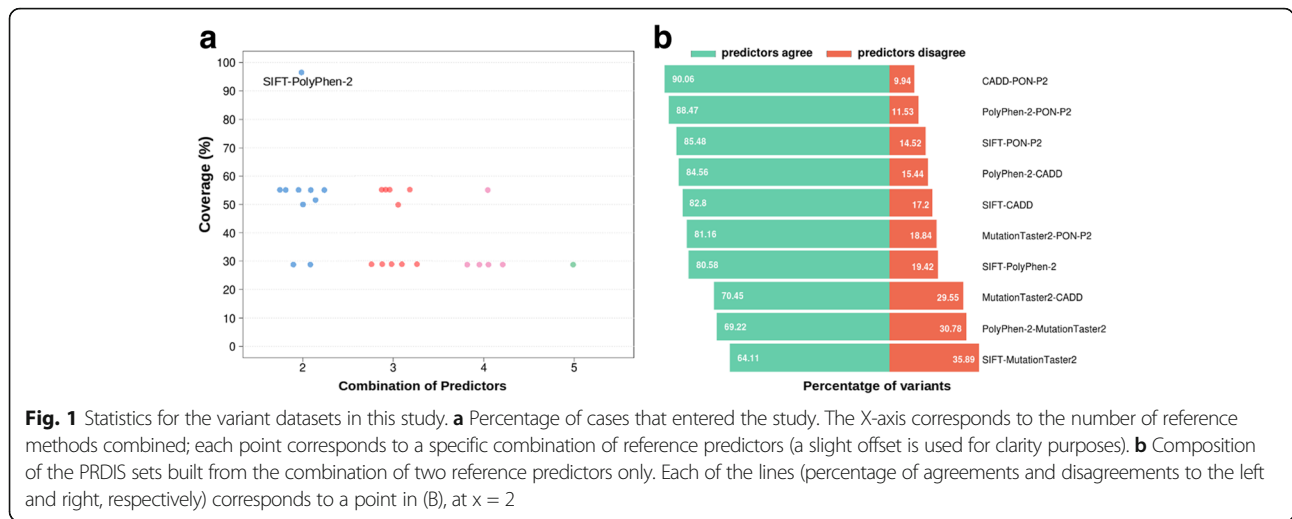 a
100
90
80
70
60
50
40
30
20
10
0
Coverage (%)
SIFT-PolyPhen-2
2 3 4 5
Combination of Predictors
b
predictors agree predictors disagree
90.06 9.94 CADD-PON-P2
88.47 11.53 PolyPhen-2-PON-P2
85.48 14.52 SIFT-PON-P2
84.56 15.44 PolyPhen-2-CADD
82.8 17.2 SIFT-CADD
81.16 18.84 MutationTaster2-PON-P2
80.58 19.42 SIFT-PolyPhen-2
70.45 29.55 MutationTaster2-CADD
69.22 30.78 PolyPhen-2-MutationTaster2
64.11 35.89 SIFT-MutationTaster2
Percentatge of variants
Fig. 1 Statistics for the variant datasets in this study. a Percentage of cases that entered the study. The X-axis corresponds to the number of reference
methods combined; each point corresponds to a specific combination of reference predictors (a slight offset is used for clarity purposes). b Composition
of the PRDIS sets built from the combination of two reference predictors only. Each of the lines (percentage of agreements and disagreements to the left
and right, respectively) corresponds to a point in (B), at x = 2